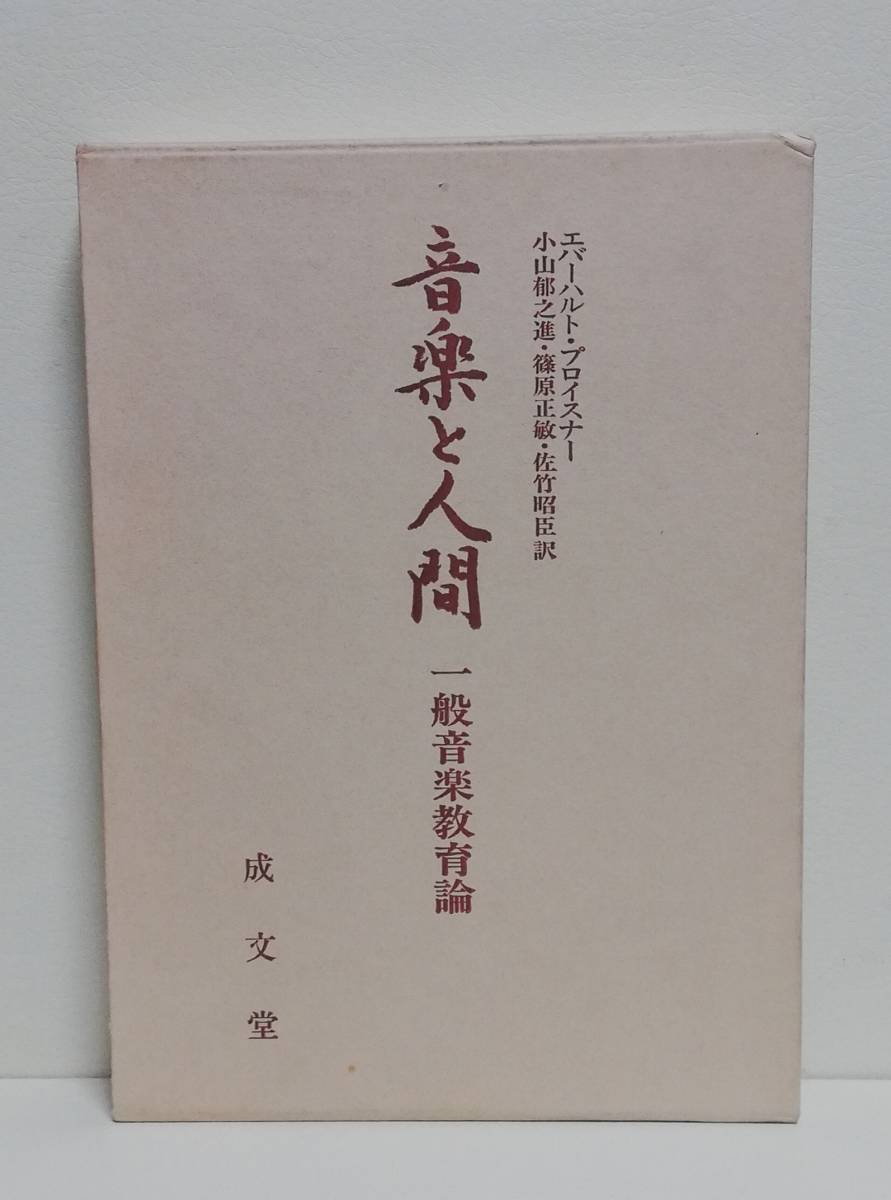 エバーハルト・プロイスナー
小山郁之進・篠原正敏・佐竹昭臣訳
音楽と人間 一般音楽教育論
成文堂